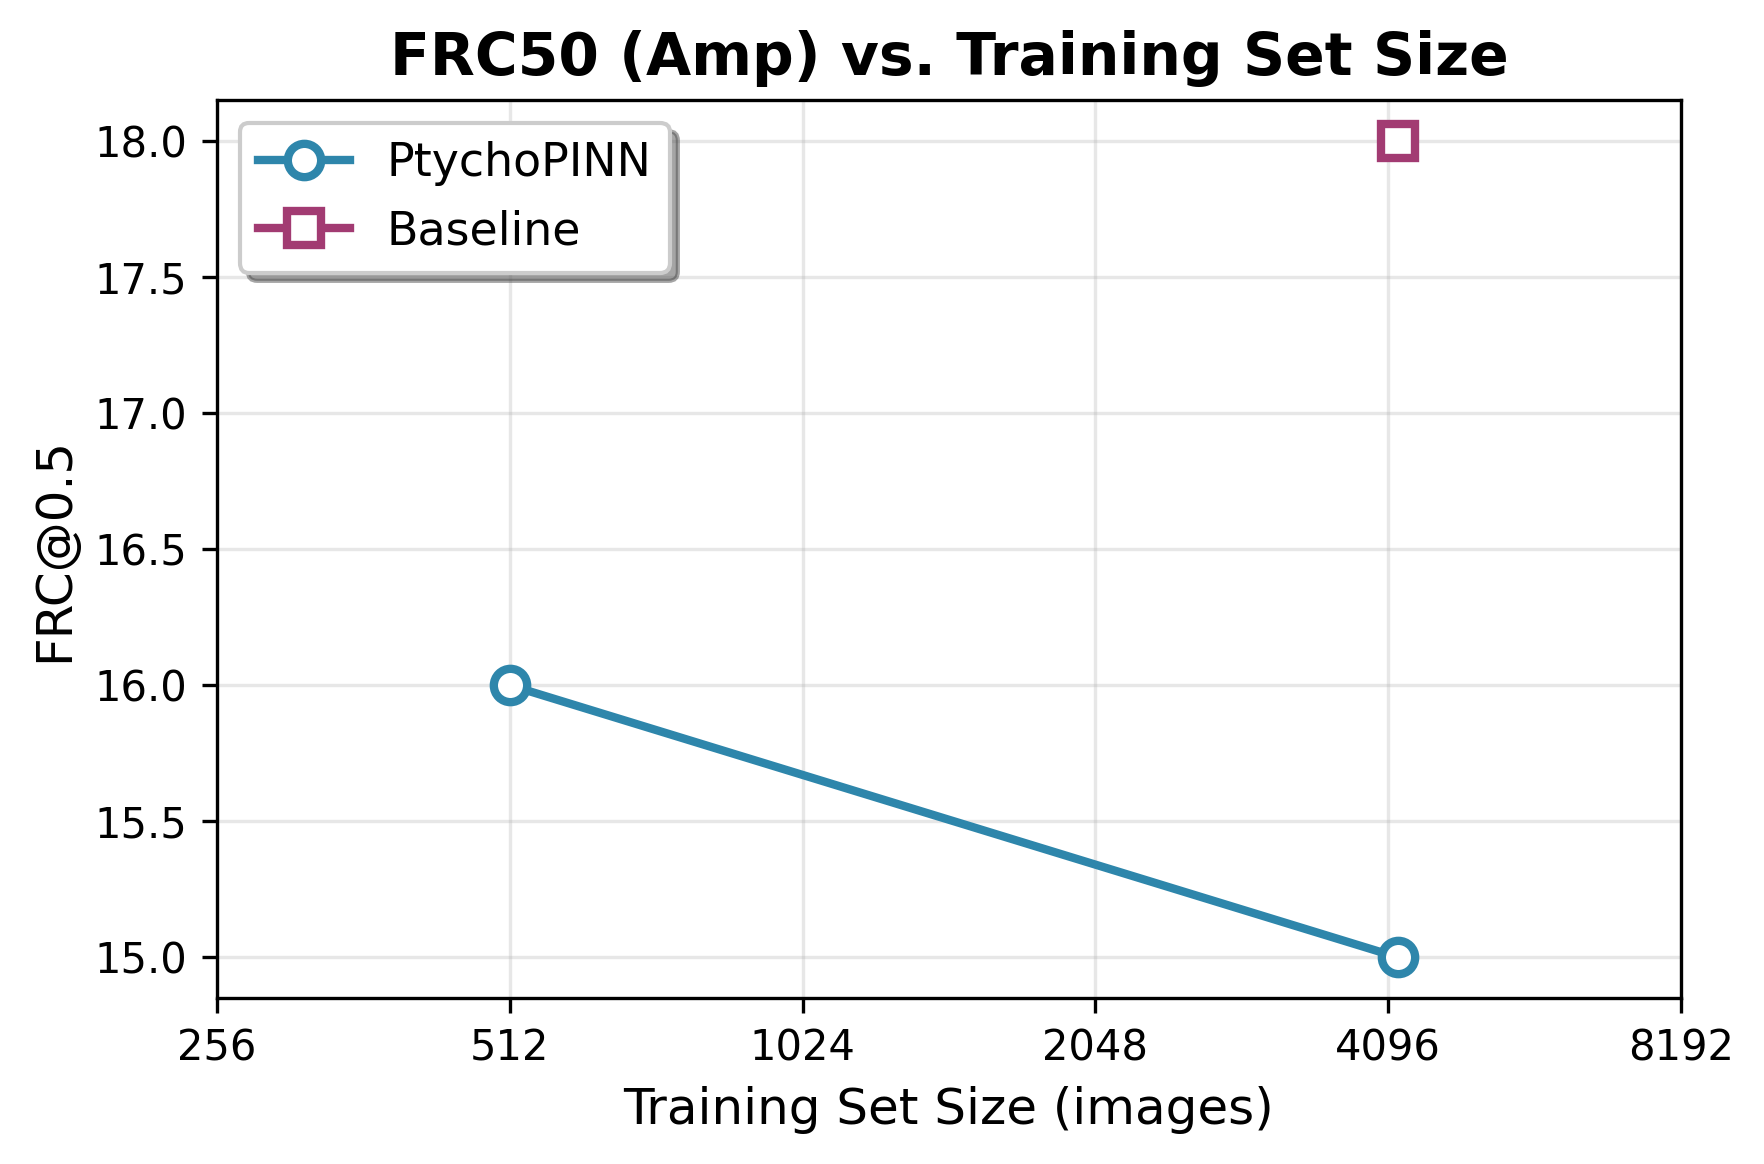 FRC50 (Amp) vs. Training Set Size
PtychoPINN
Baseline
18.0
17.5
17.0
16.5
16.0
15.5
15.0
FRC@0.5
256 512 1024 2048 4096 8192
Training Set Size (images)